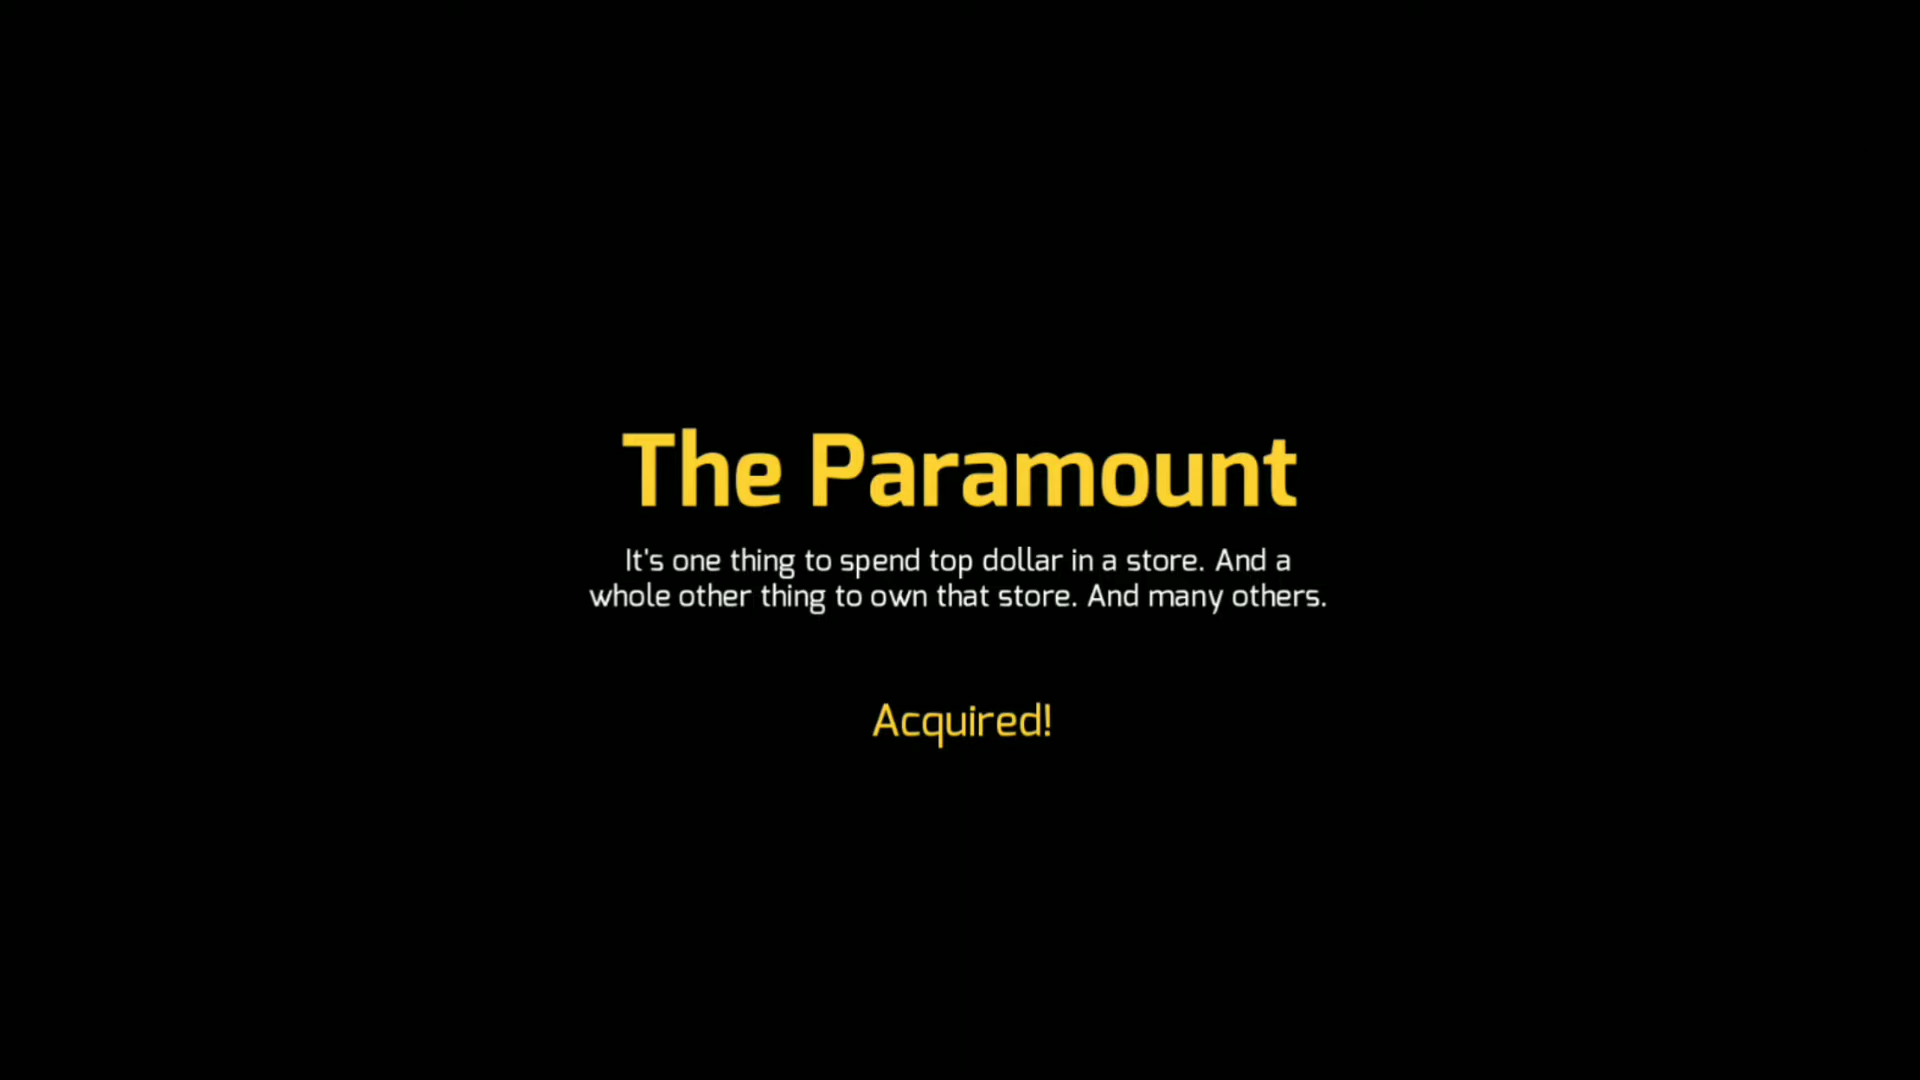 The Paramount
It's one thing to spend top dollar in a store. And a
whole other thing to own that store. And many others.
Acquired!